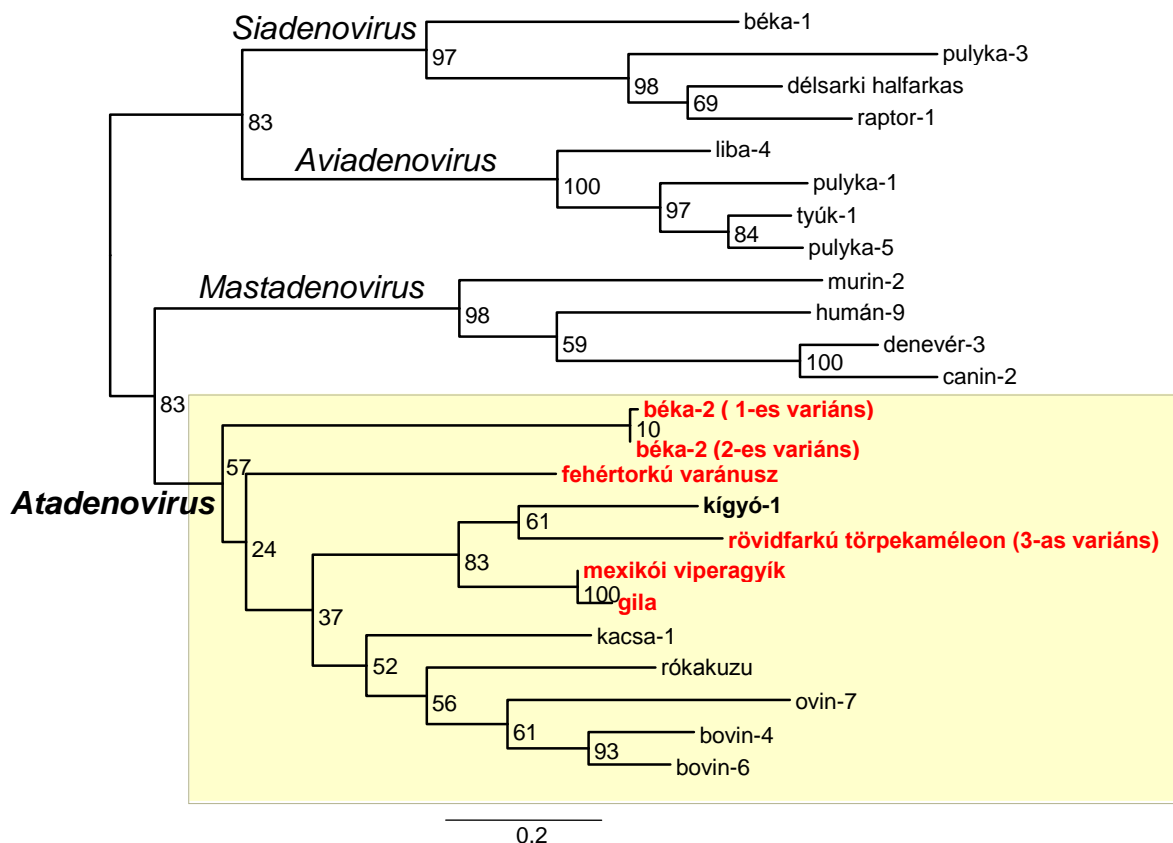 Siadenovirus
béka-1
97
pulyka-3
98
délsarki halfarkas
69
raptor-1
83
Aviadenovirus
liba-4
100
pulyka-1
97
tyúk-1
84
pulyka-5
Mastadenovirus
murin-2
98
humán-9
59
denevér-3
100
canin-2
83
béka-2 ( 1-es variáns)
10
béka-2 (2-es variáns)
57
fehértorkú varánusz
Atadenovirus
kígyó-1
61
rövidfarkú törpekaméleon (3-as variáns)
24
83
mexikói viperagyík
100
gila
37
kacsa-1
52
rókakuzu
56
ovin-7
61
bovin-4
93
bovin-6
0.2